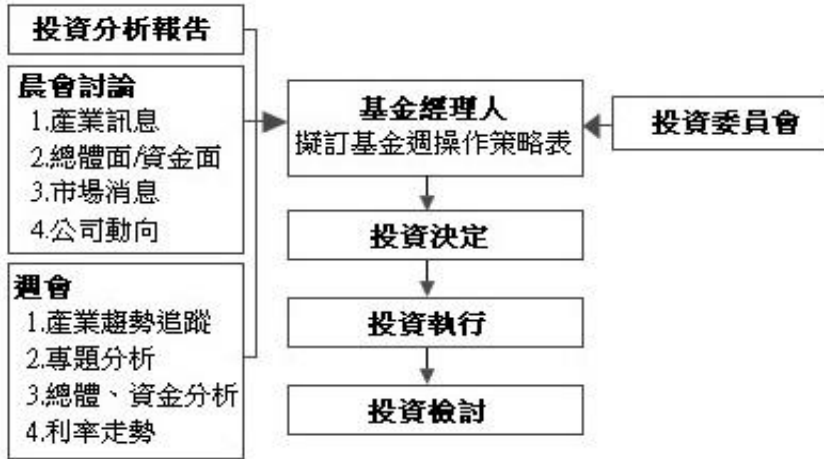 投資分析報告
晨會討論
1.產業訊息
2.總體面/資金面
3.市場消息
4.公司動向
週會
1.產業趨勢追蹤
2.專題分析
3.總體、資金分析
4.利率走勢
基金經理人
擬訂基金週操作策略表
投資委員會
投資決定
投資執行
投資檢討